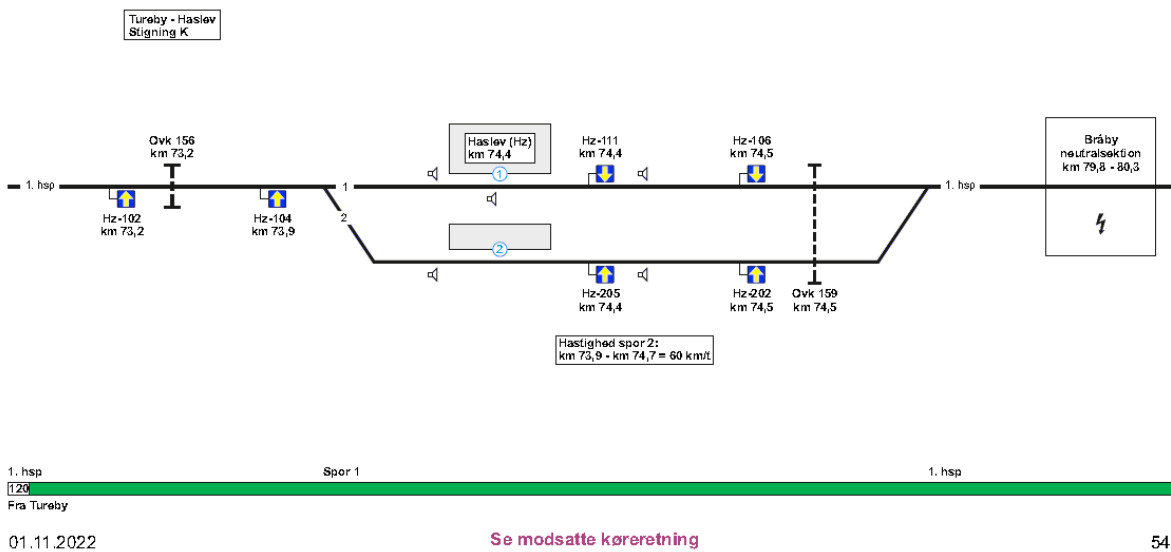 Tureby - Haslev
Stigning K
Ovk 156
km 73,2
Haslev (Hz)
km 74,4
Hz-111
km 74,4
Hz-106
km 74,5
Bråby
neutralsektion
km 79,8 - 80,3
1
1. hsp
1
1. hsp
Hz-102
km 73,2
Hz-104
km 73,9
2
2
Hz-205
km 74,4
Hz-202
km 74,5
Ovk 159
km 74,5
Hastighed spor 2:
km 73,9 - km 74,7 = 60 km/t
1. hsp
Spor 1
1. hsp
120
Fra Tureby
01.11.2022
Se modsatte køreretning
54